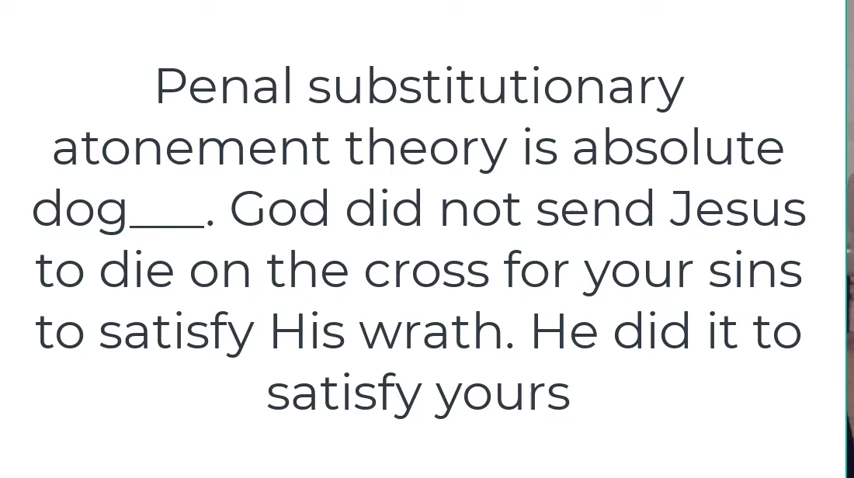 Penal substitutionary
atonement theory is absolute
dog___. God did not send Jesus
to die on the cross for your sins
to satisfy His wrath. He did it to
satisfy yours